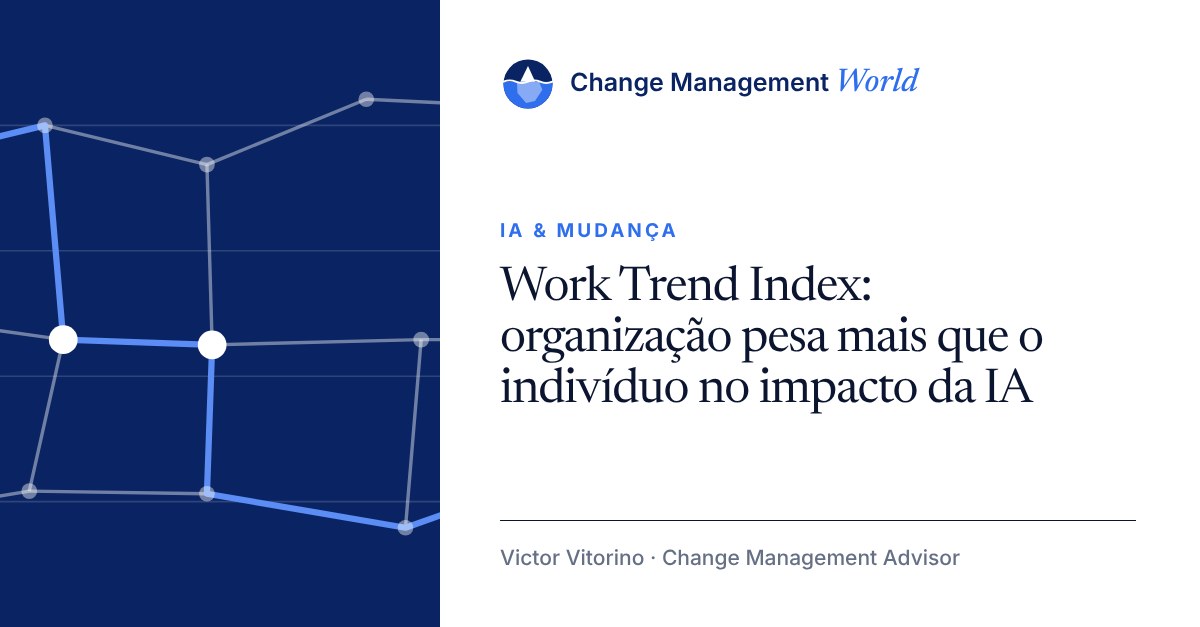 Change Management World
IA & MUDANÇA
Work Trend Index:
organização pesa mais que o
indivíduo no impacto da IA
Victor Vitorino · Change Management Advisor